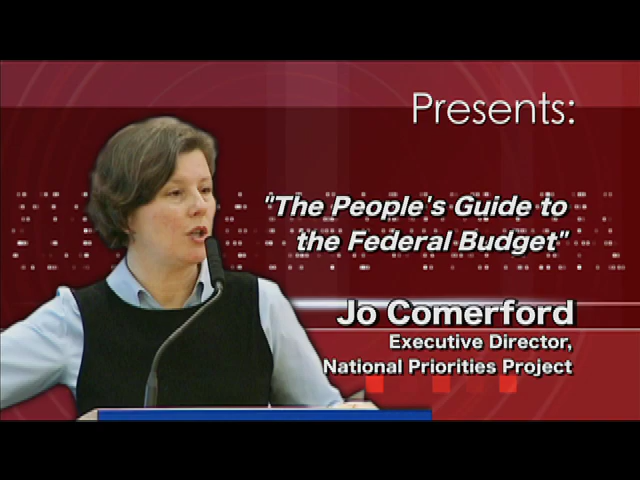 Presents:
"The People's Guide to
the Federal Budget"
Jo Comerford
Executive Director,
National Priorities Project